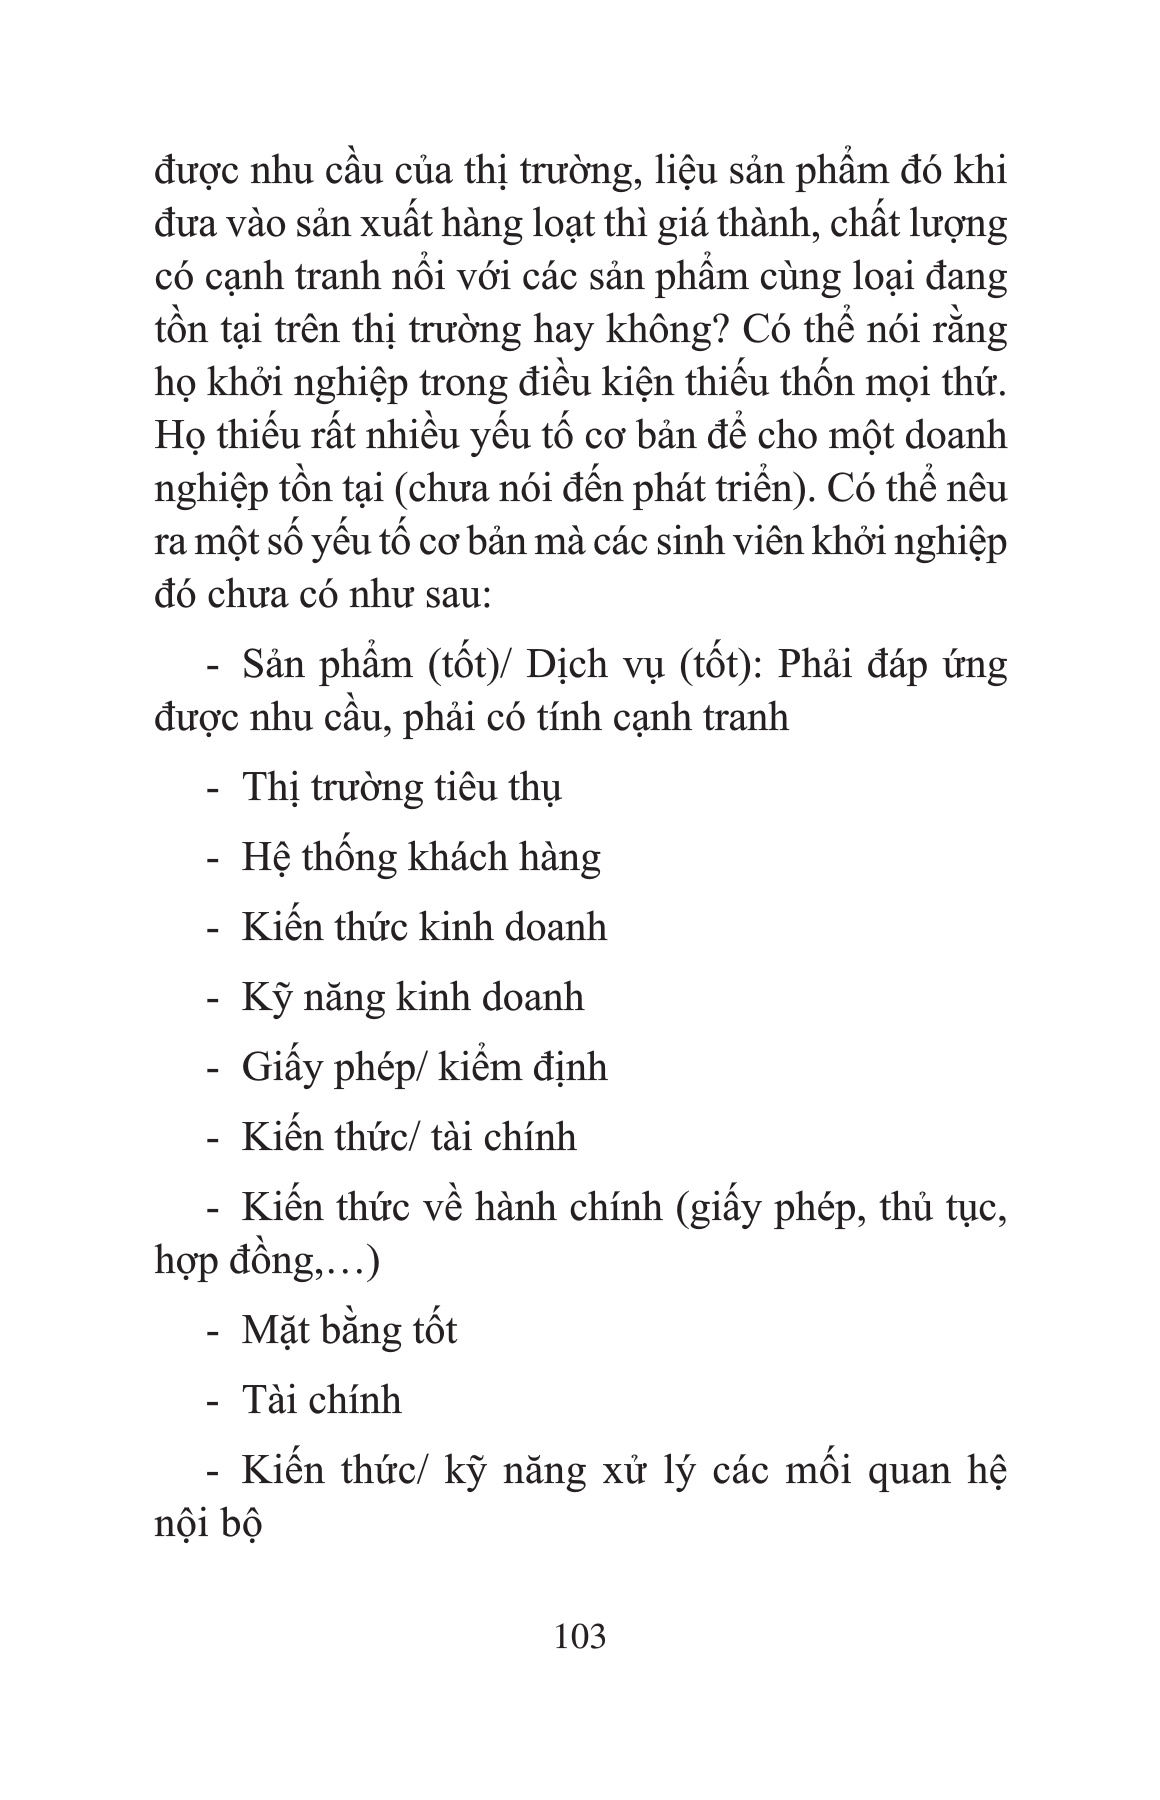 được nhu cầu của thị trường, liệu sản phẩm đó khi
đưa vào sản xuất hàng loạt thì giá thành, chất lượng
có cạnh tranh nổi với các sản phẩm cùng loại đang
tồn tại trên thị trường hay không? Có thể nói rằng
họ khởi nghiệp trong điều kiện thiếu thốn mọi thứ.
Họ thiếu rất nhiều yếu tố cơ bản để cho một doanh
nghiệp tồn tại (chưa nói đến phát triển). Có thể nêu
ra một số yếu tố cơ bản mà các sinh viên khởi nghiệp
đó chưa có như sau:
- Sản phẩm (tốt)/ Dịch vụ (tốt): Phải đáp ứng
được nhu cầu, phải có tính cạnh tranh
- Thị trường tiêu thụ
- Hệ thống khách hàng
- Kiến thức kinh doanh
- Kỹ năng kinh doanh
- Giấy phép/ kiểm định
- Kiến thức/ tài chính
- Kiến thức về hành chính (giấy phép, thủ tục,
hợp đồng,…)
- Mặt bằng tốt
- Tài chính
- Kiến thức/ kỹ năng xử lý các mối quan hệ
nội bộ
103